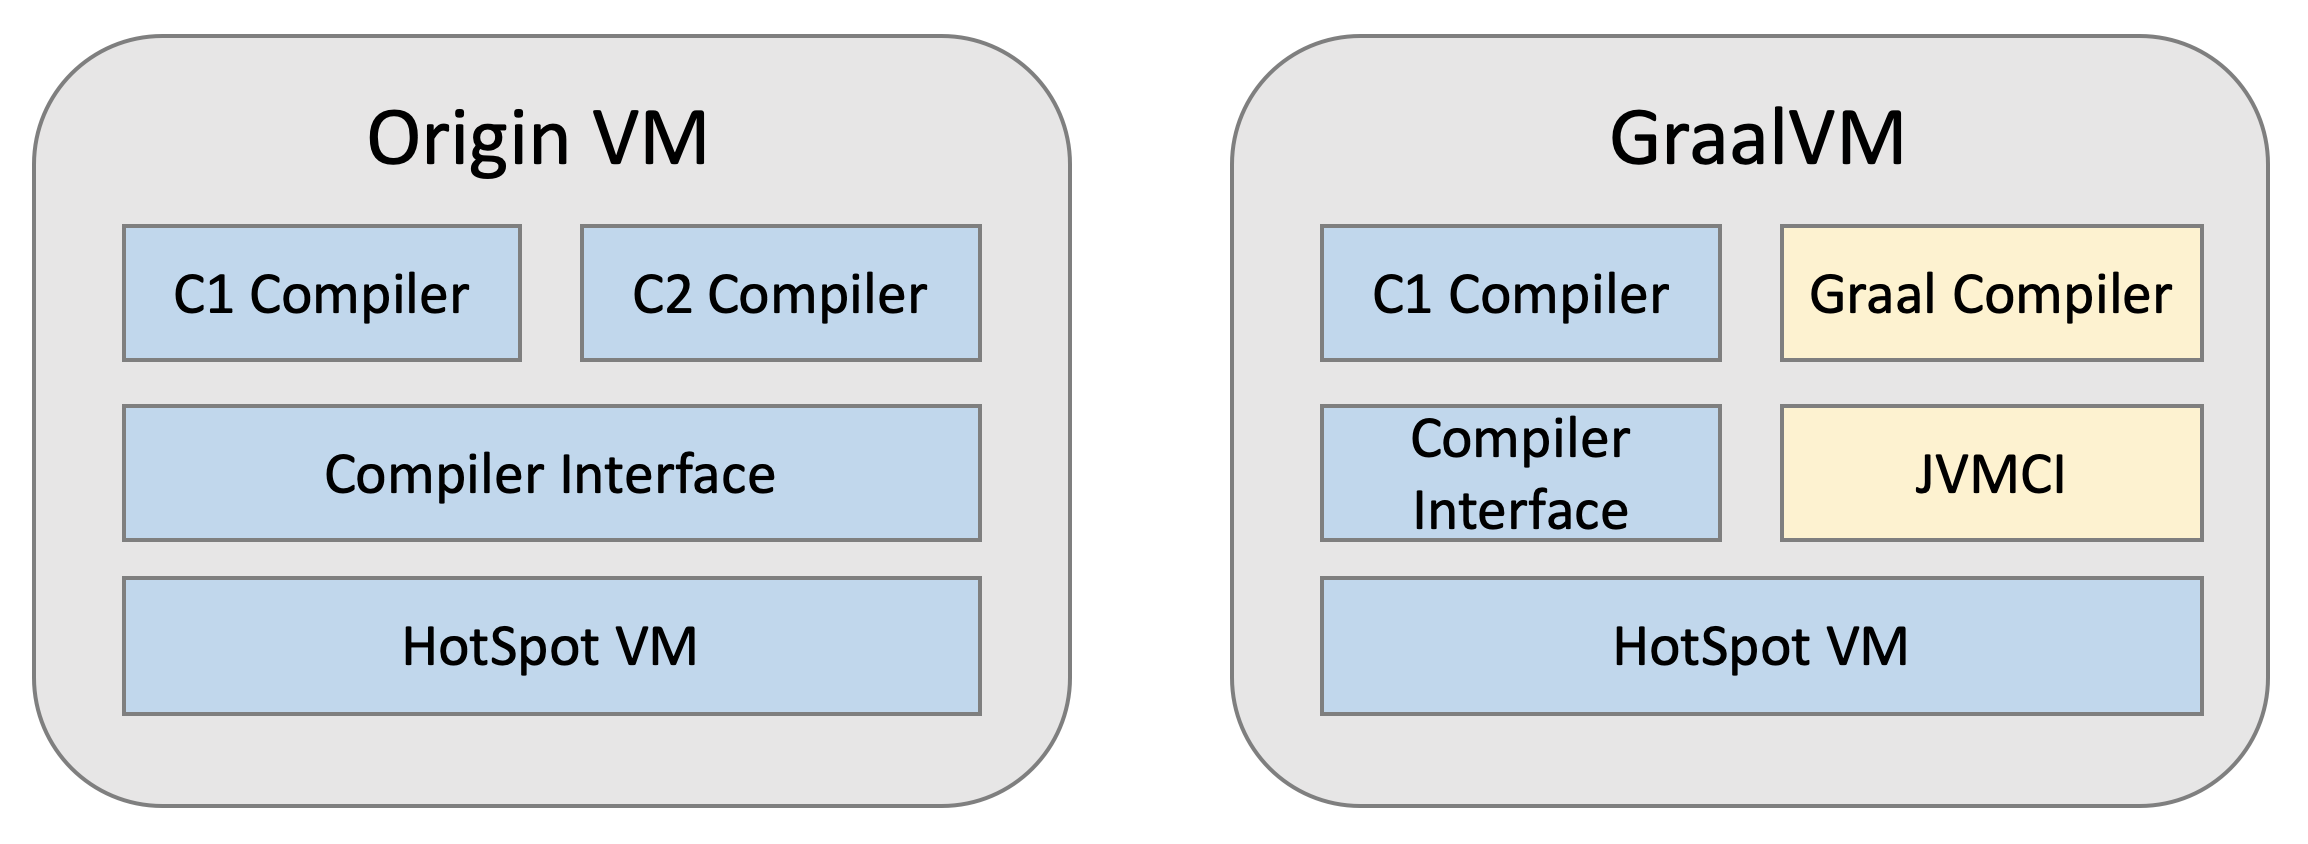 Origin VM
C1 Compiler
C2 Compiler
Compiler Interface
HotSpot VM
GraalVM
C1 Compiler
Graal Compiler
Compiler
Interface
JVMCI
HotSpot VM